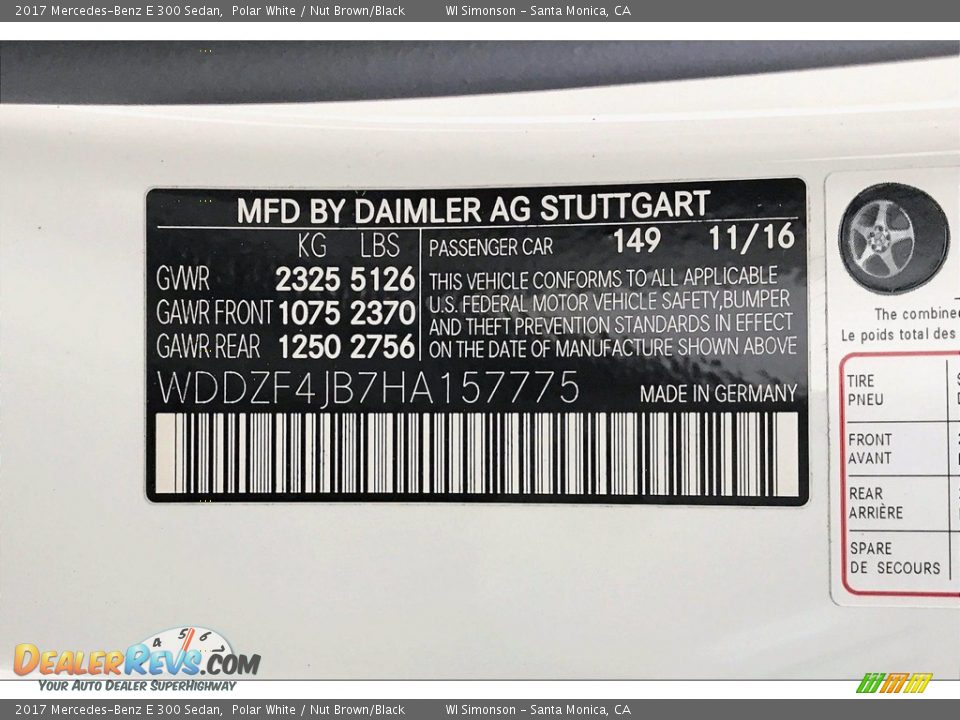 2017 Mercedes-Benz E 300 Sedan, Polar White / Nut Brown/Black WI Simonson - Santa Monica, CA
MFD BY DAIMLER AG STUTTGART
KG LBS
GVWR 2325 5126
GAWR FRONT 1075 2370
GAWR REAR 1250 2756
PASSENGER CAR 149 11/16
THIS VEHICLE CONFORMS TO ALL APPLICABLE
U.S. FEDERAL MOTOR VEHICLE SAFETY,BUMPER
AND THEFT PREVENTION STANDARDS IN EFFECT
ON THE DATE OF MANUFACTURE SHOWN ABOVE
WDDZF4JB7HA157775 MADE IN GERMANY
The combined
Le poids total des
TIRE
PNEU
FRONT
AVANT
REAR
ARRIÈRE
SPARE
DE SECOURS
4 5 6 7
DEALERREVS.COM
YOUR AUTO DEALER SUPERHIGHWAY
2017 Mercedes-Benz E 300 Sedan, Polar White / Nut Brown/Black WI Simonson - Santa Monica, CA